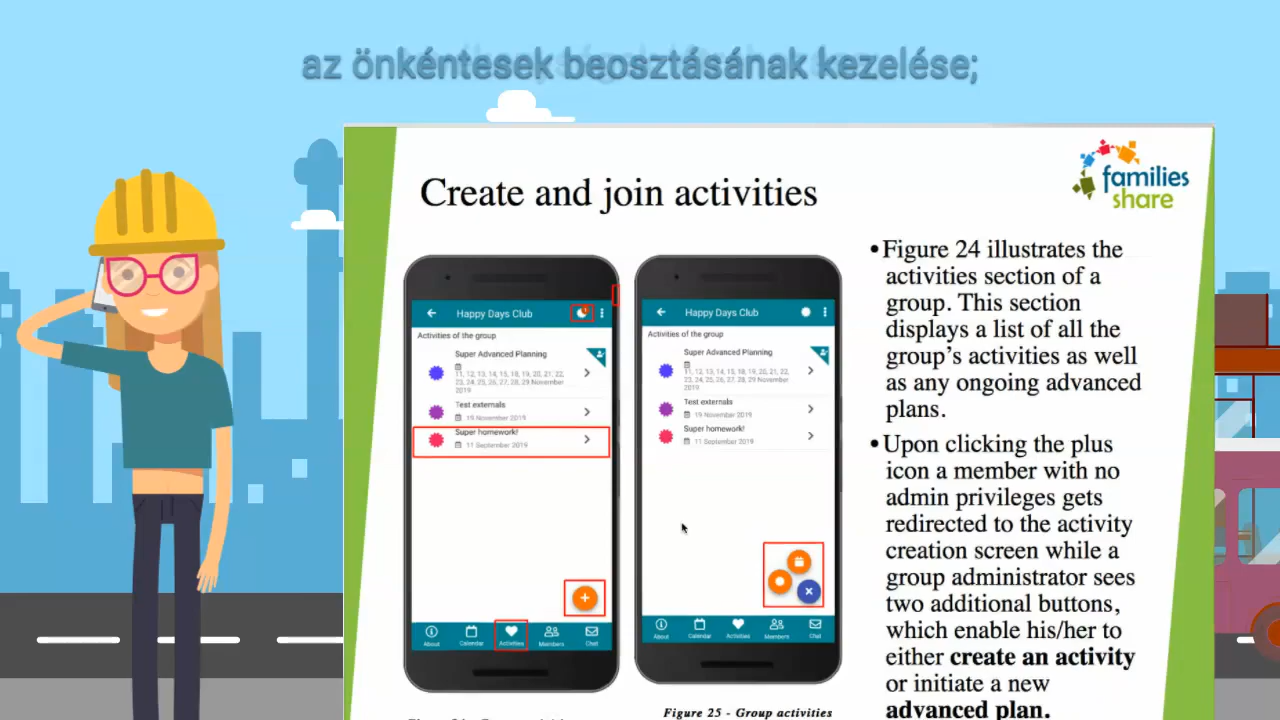 az önkéntesek beosztásának kezelése;
families
share
Create and join activities
Happy Days Club
Activities of the group
Super Advanced Planning
11, 12, 13, 14, 15, 18, 19, 20, 21, 22,
23, 24, 25, 26, 27, 28, 29 November
2019
Test externals
19 November 2019
Super homework!
11 September 2019
About
Calendar
Activities
Members
Chat
Happy Days Club
Activities of the group
Super Advanced Planning
11, 12, 13, 14, 15, 18, 19, 20, 21, 22,
23, 24, 25, 26, 27, 28, 29 November
2019
Test externals
19 November 2019
Super homework!
11 September 2019
About
Calendar
Activities
Members
Chat
Figure 25 - Group activities
•Figure 24 illustrates the
activities section of a
group. This section
displays a list of all the
group’s activities as well
as any ongoing advanced
plans.
•Upon clicking the plus
icon a member with no
admin privileges gets
redirected to the activity
creation screen while a
group administrator sees
two additional buttons,
which enable his/her to
either create an activity
or initiate a new
advanced plan.